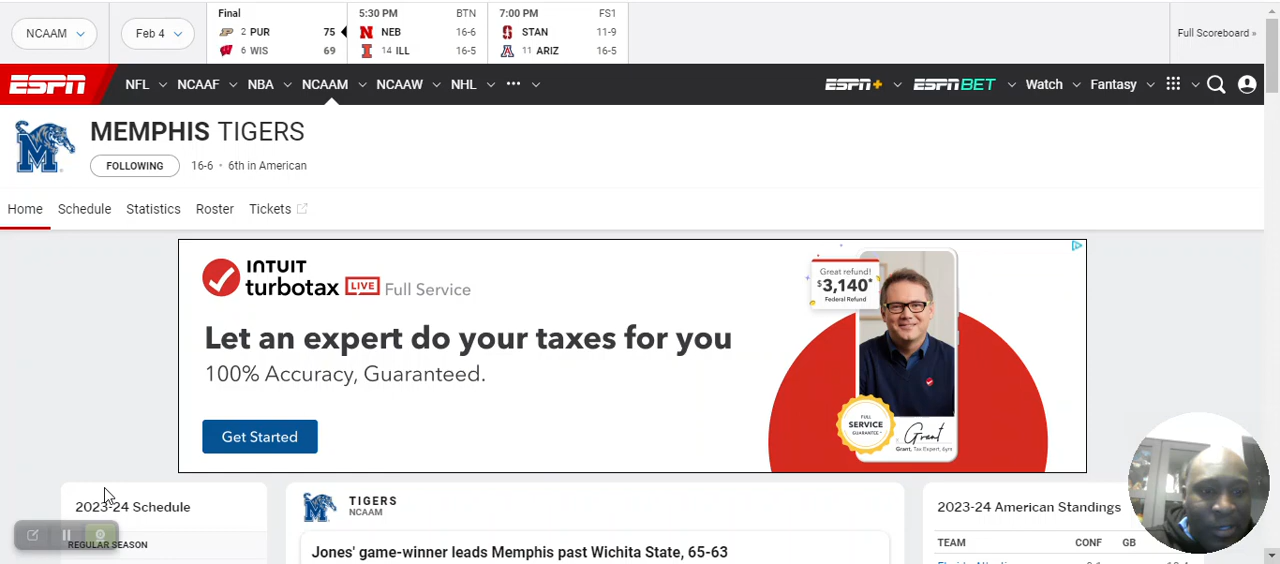 NCAAM
Feb 4
Final
2 PUR 75
6 WIS 69
5:30 PM BTN
NEB 16-6
14 ILL 16-5
7:00 PM FS1
STAN 11-9
11 ARIZ 16-5
Full Scoreboard »
ESPN NFL NCAAF NBA NCAAM NCAAW NHL ESPN+ ESPN BET Watch Fantasy
MEMPHIS TIGERS
FOLLOWING 16-6 6th in American
Home Schedule Statistics Roster Tickets
INTUIT
turbotax LIVE Full Service
Let an expert do your taxes for you
100% Accuracy, Guaranteed.
Get Started
Great refund!
$3,140*
Federal Refund
FULL
SERVICE
GUARANTEE
Grant
Grant, Tax Expert, 6yrs
2023-24 Schedule
REGULAR SEASON
TIGERS
NCAAM
Jones' game-winner leads Memphis past Wichita State, 65-63
2023-24 American Standings
TEAM CONF GB